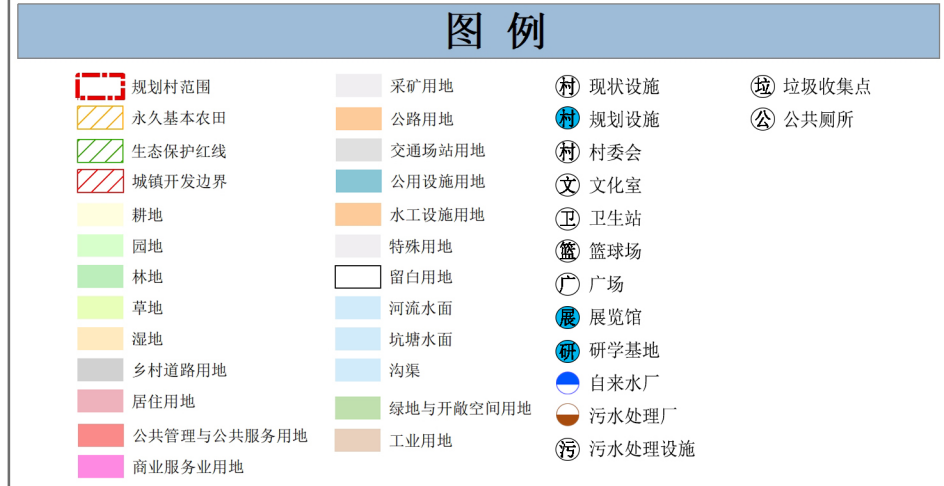 图 例
规划村范围
永久基本农田
生态保护红线
城镇开发边界
耕地
园地
林地
草地
湿地
乡村道路用地
居住用地
公共管理与公共服务用地
商业服务业用地
采矿用地
公路用地
交通场站用地
公用设施用地
水工设施用地
特殊用地
留白用地
河流水面
坑塘水面
沟渠
绿地与开敞空间用地
工业用地
村 现状设施
村 规划设施
村 村委会
文 文化室
卫 卫生站
篮 篮球场
广 广场
展 展览馆
研 研学基地
自来水厂
污水处理厂
污 污水处理设施
垃 垃圾收集点
公 公共厕所